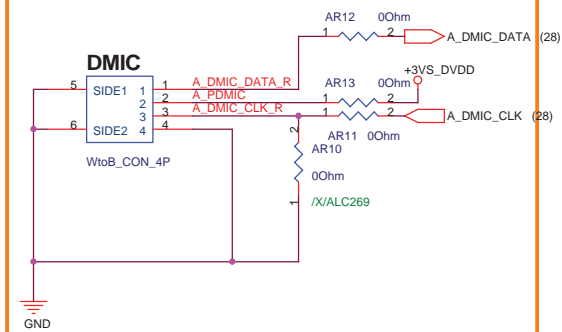 AR12 0Ohm
1 2 A_DMIC_DATA (28)
DMIC
+3VS_DVDD
5 SIDE1 1 1 A_DMIC_DATA_R
AR13 0Ohm
2 2 A_PDMIC 1 2
3 3 A_DMIC_CLK_R 1 2 A_DMIC_CLK (28)
6 SIDE2 4 4
AR11 0Ohm
WtoB_CON_4P
2
AR10
0Ohm
1 /X/ALC269
GND